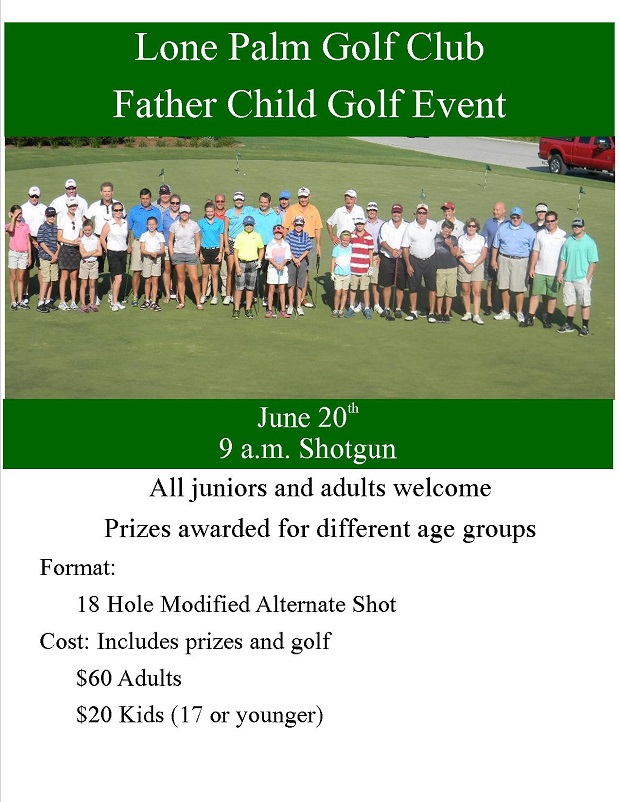 Lone Palm Golf Club
Father Child Golf Event
June 20th
9 a.m. Shotgun
All juniors and adults welcome
Prizes awarded for different age groups
Format:
18 Hole Modified Alternate Shot
Cost: Includes prizes and golf
$60 Adults
$20 Kids (17 or younger)